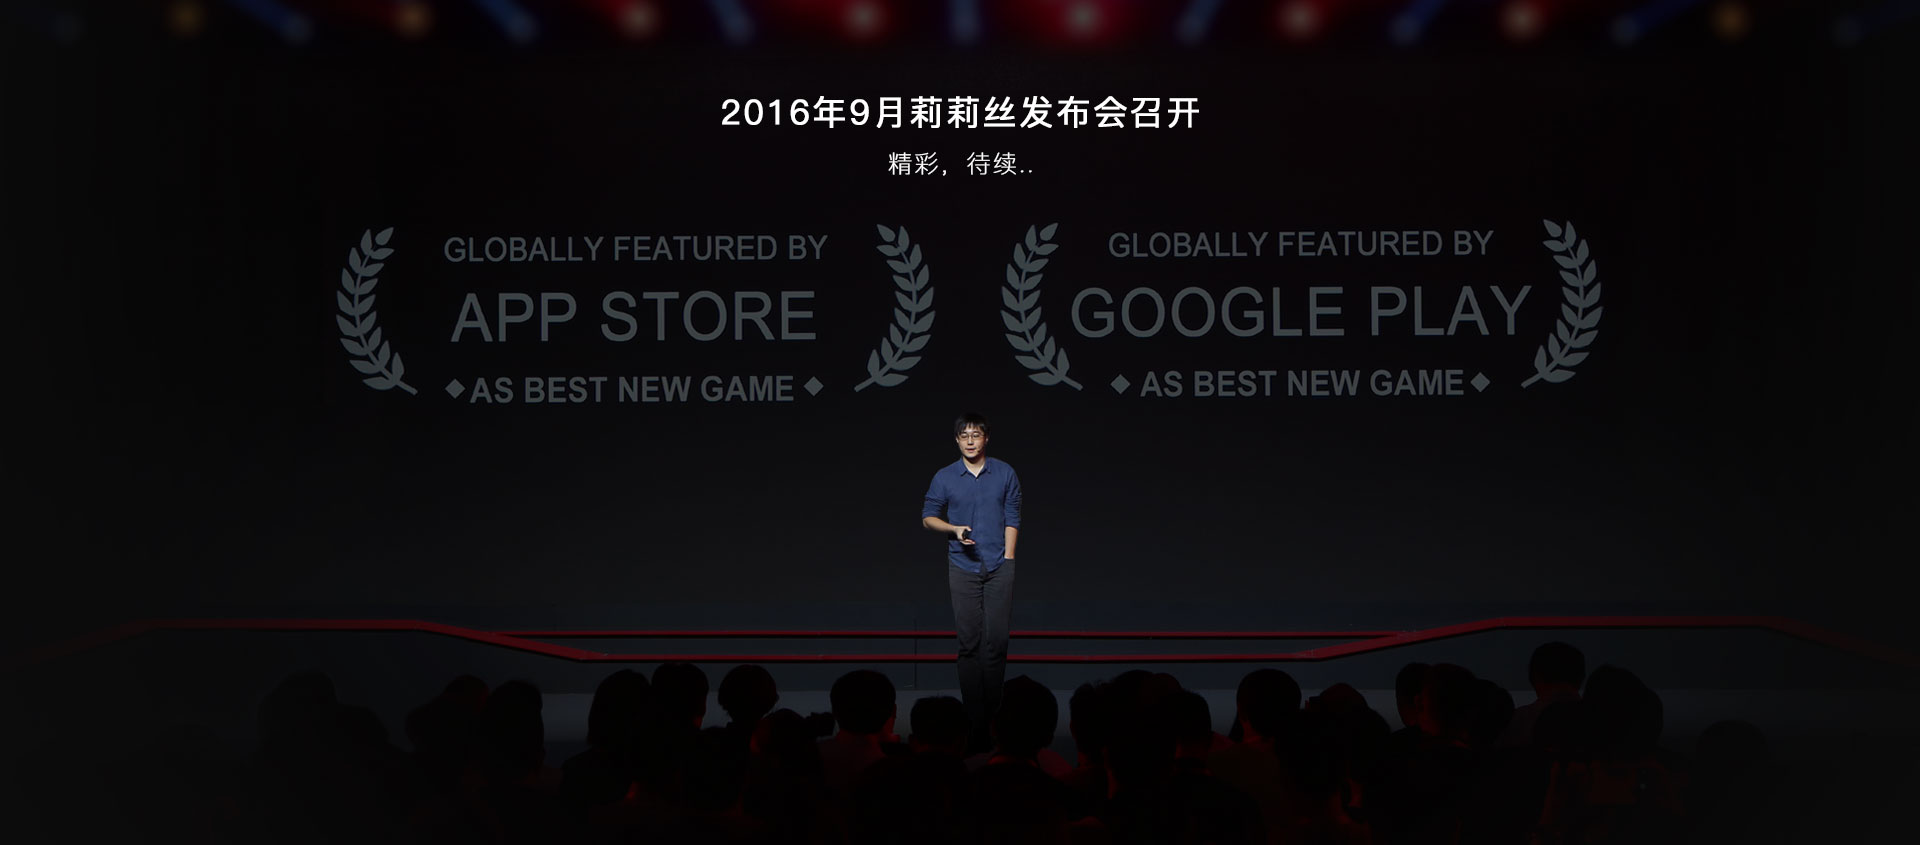 2016年9月莉莉丝发布会召开
精彩，待续..
GLOBALLY FEATURED BY
APP STORE
◆AS BEST NEW GAME◆
GLOBALLY FEATURED BY
GOOGLE PLAY
◆AS BEST NEW GAME◆